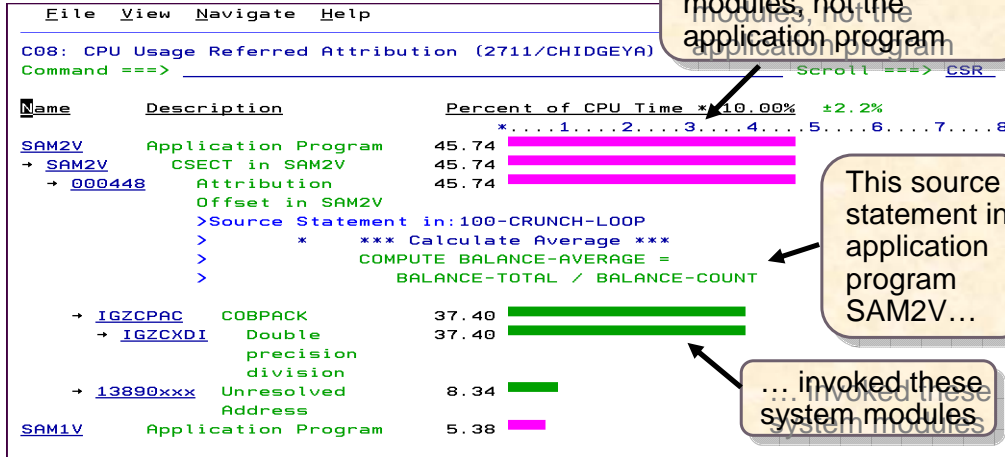 File View Navigate Help
modules, not the
application program
C08: CPU Usage Referred Attribution (2711/CHIDGEYA)
Command ===> Scroll ===> CSR
Name Description Percent of CPU Time * 10.00% ±2.2%
*....1....2....3....4....5....6....7....8
SAM2V Application Program 45.74
→ SAM2V CSECT in SAM2V 45.74
→ 000448 Attribution 45.74
Offset in SAM2V
>Source Statement in:100-CRUNCH-LOOP
> * *** Calculate Average ***
> COMPUTE BALANCE-AVERAGE =
> BALANCE-TOTAL / BALANCE-COUNT
This source
statement in
application
program
SAM2V…
→ IGZCPAC COBPACK 37.40
→ IGZCXDI Double 37.40
precision
division
→ 13890xxx Unresolved 8.34
Address
SAM1V Application Program 5.38
… invoked these
system modules